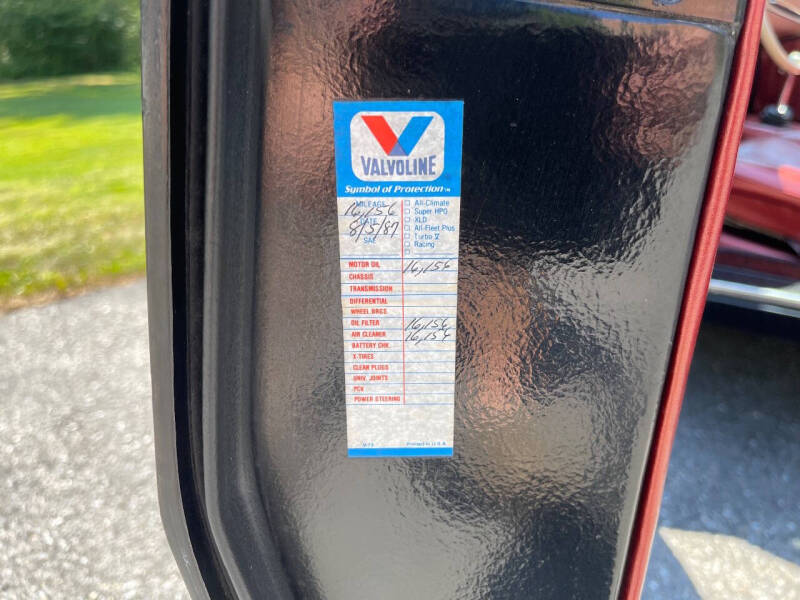 VALVOLINE
Symbol of Protection™
MILEAGE
16,156
DATE
8/5/87
SAE
All-Climate
Super HPO
XLD
All-Fleet Plus
Turbo V
Racing
MOTOR OIL 16,156
CHASSIS
TRANSMISSION
DIFFERENTIAL
WHEEL BRGS.
OIL FILTER 16,156
AIR CLEANER 16,156
BATTERY CHK.
X-TIRES
CLEAN PLUGS
UNIV. JOINTS
PCV
POWER STEERING
Printed in U.S.A.